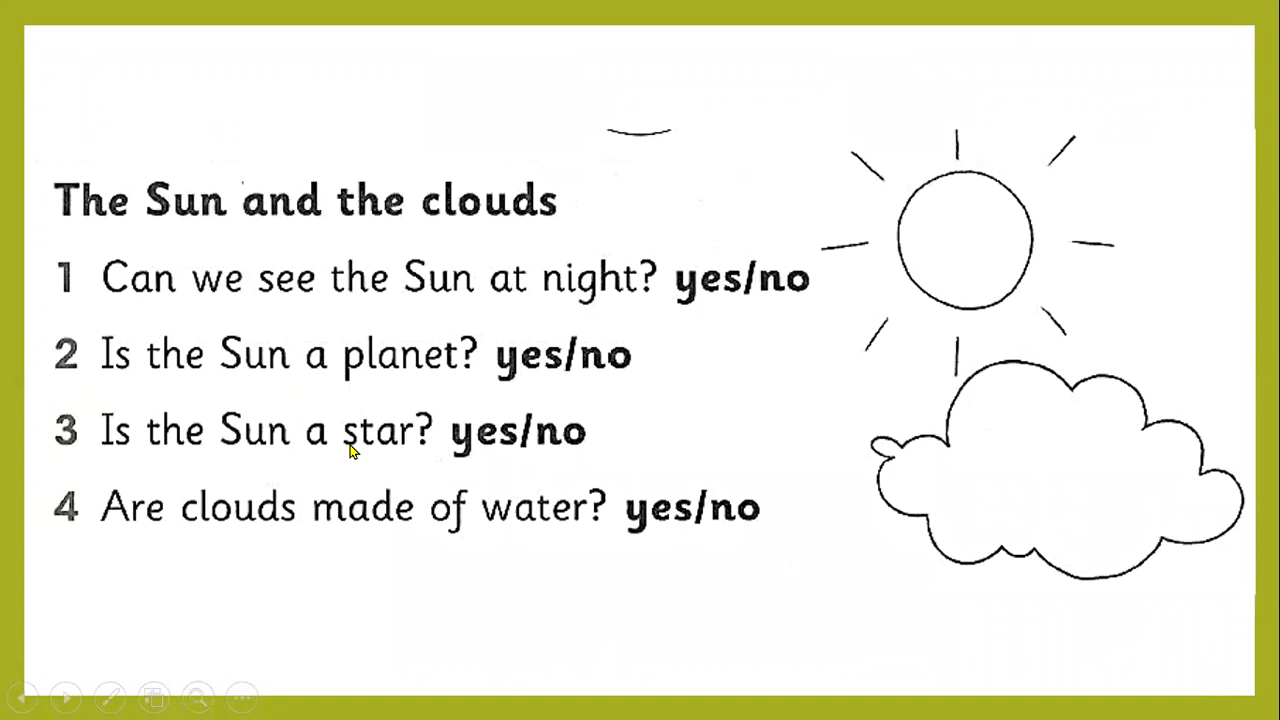 The Sun and the clouds
1 Can we see the Sun at night? yes/no
2 Is the Sun a planet? yes/no
3 Is the Sun a star? yes/no
4 Are clouds made of water? yes/no